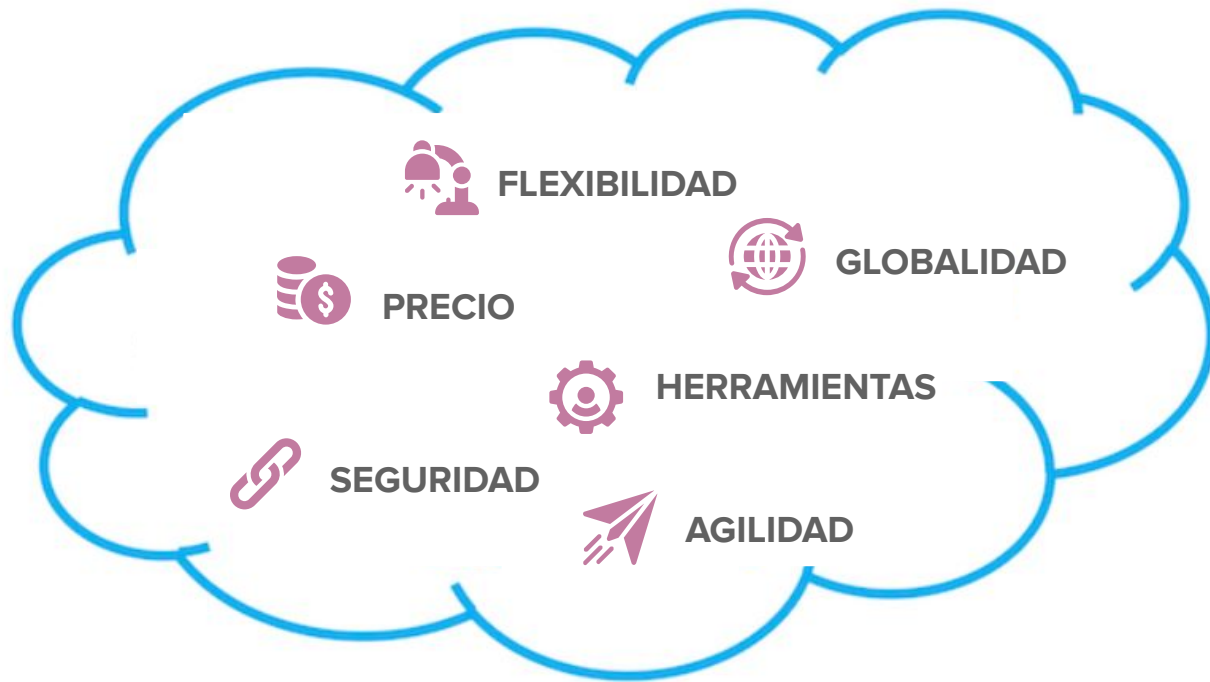 FLEXIBILIDAD
GLOBALIDAD
PRECIO
HERRAMIENTAS
SEGURIDAD
AGILIDAD